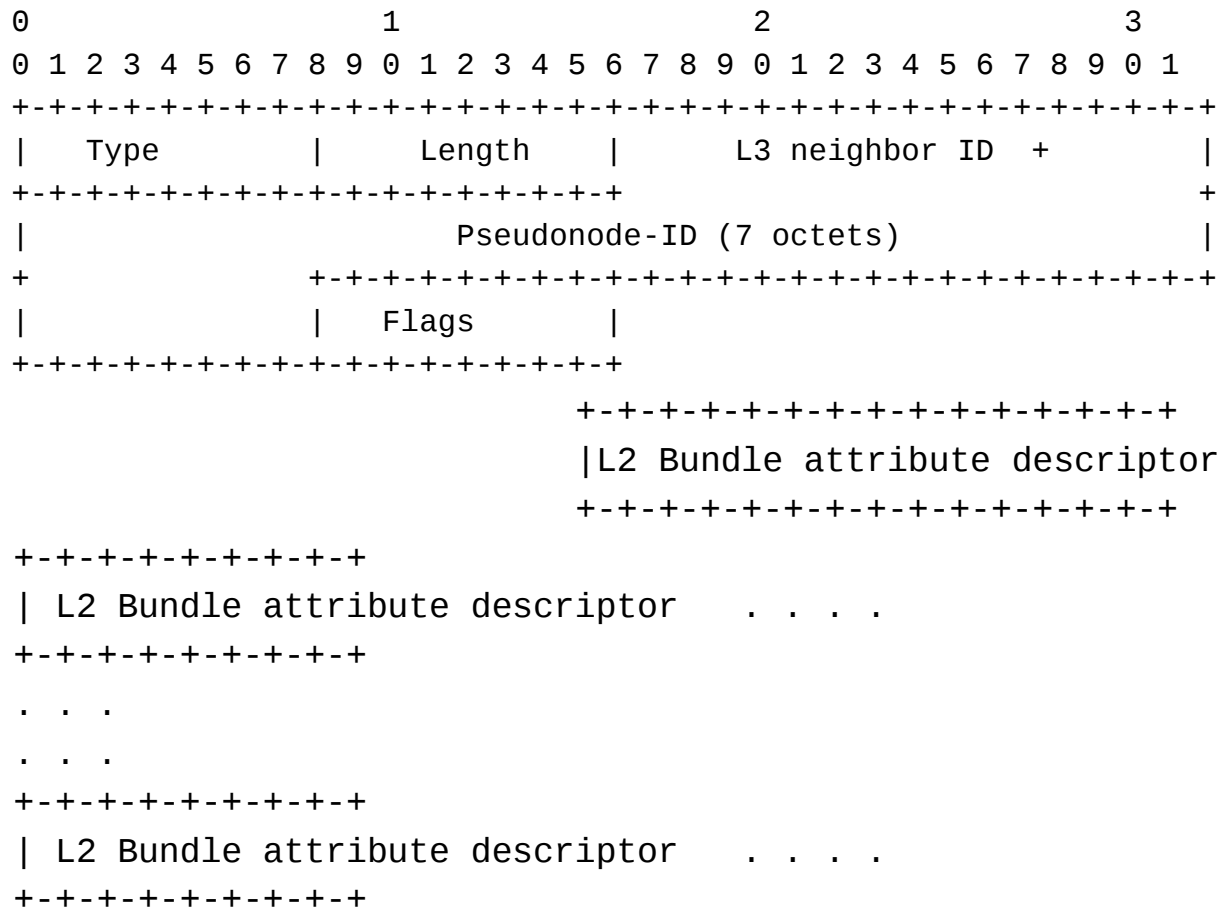 0                   1                   2                   3
0 1 2 3 4 5 6 7 8 9 0 1 2 3 4 5 6 7 8 9 0 1 2 3 4 5 6 7 8 9 0 1
+-+-+-+-+-+-+-+-+-+-+-+-+-+-+-+-+-+-+-+-+-+-+-+-+-+-+-+-+-+-+-+-+
|   Type        |     Length    |      L3 neighbor ID  +        |
+-+-+-+-+-+-+-+-+-+-+-+-+-+-+-+-+                               +
|                       Pseudonode-ID (7 octets)                |
+               +-+-+-+-+-+-+-+-+-+-+-+-+-+-+-+-+-+-+-+-+-+-+-+-+
|               |   Flags       |
+-+-+-+-+-+-+-+-+-+-+-+-+-+-+-+-+
                           +-+-+-+-+-+-+-+-+-+-+-+-+-+-+
                           |L2 Bundle attribute descriptor
                           +-+-+-+-+-+-+-+-+-+-+-+-+-+-+
+-+-+-+-+-+-+-+-+
| L2 Bundle attribute descriptor   . . . .
+-+-+-+-+-+-+-+-+
. . .
. . .
+-+-+-+-+-+-+-+-+
| L2 Bundle attribute descriptor   . . . .
+-+-+-+-+-+-+-+-+